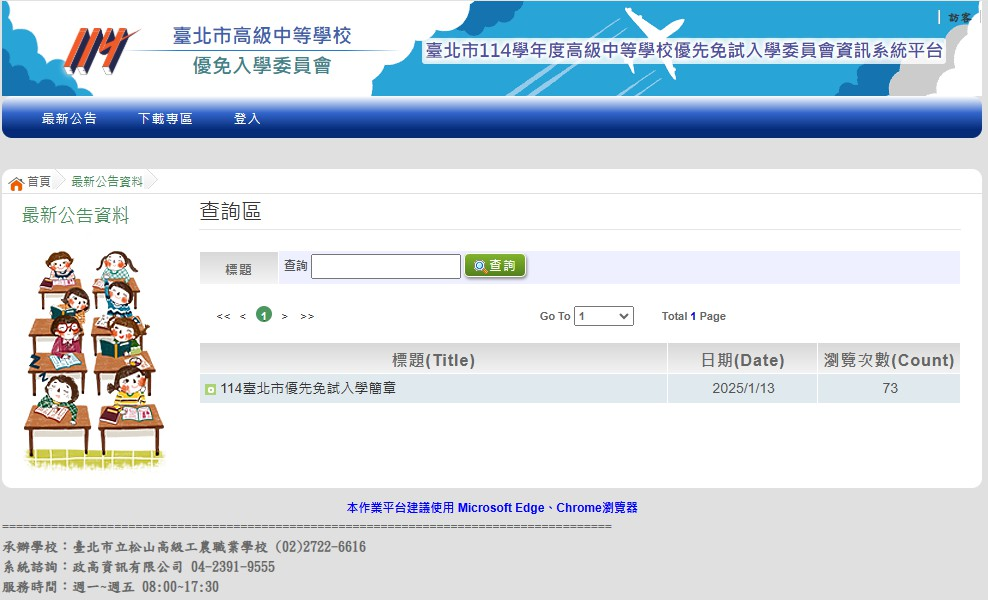 114
臺北市高級中等學校
優免入學委員會
臺北市114學年度高級中等學校優先免試入學委員會資訊系統平台
| 訪客
最新公告 下載專區 登入
首頁 最新公告資料
最新公告資料
查詢區
標題 查詢 查詢
<< < 1 > >> Go To 1 Total 1 Page
標題(Title) 日期(Date) 瀏覽次數(Count)
114臺北市優先免試入學簡章 2025/1/13 73
本作業平台建議使用 Microsoft Edge、Chrome瀏覽器
承辦學校：臺北市立松山高級工農職業學校 (02)2722-6616
系統諮詢：政高資訊有限公司 04-2391-9555
服務時間：週一~週五 08:00~17:30